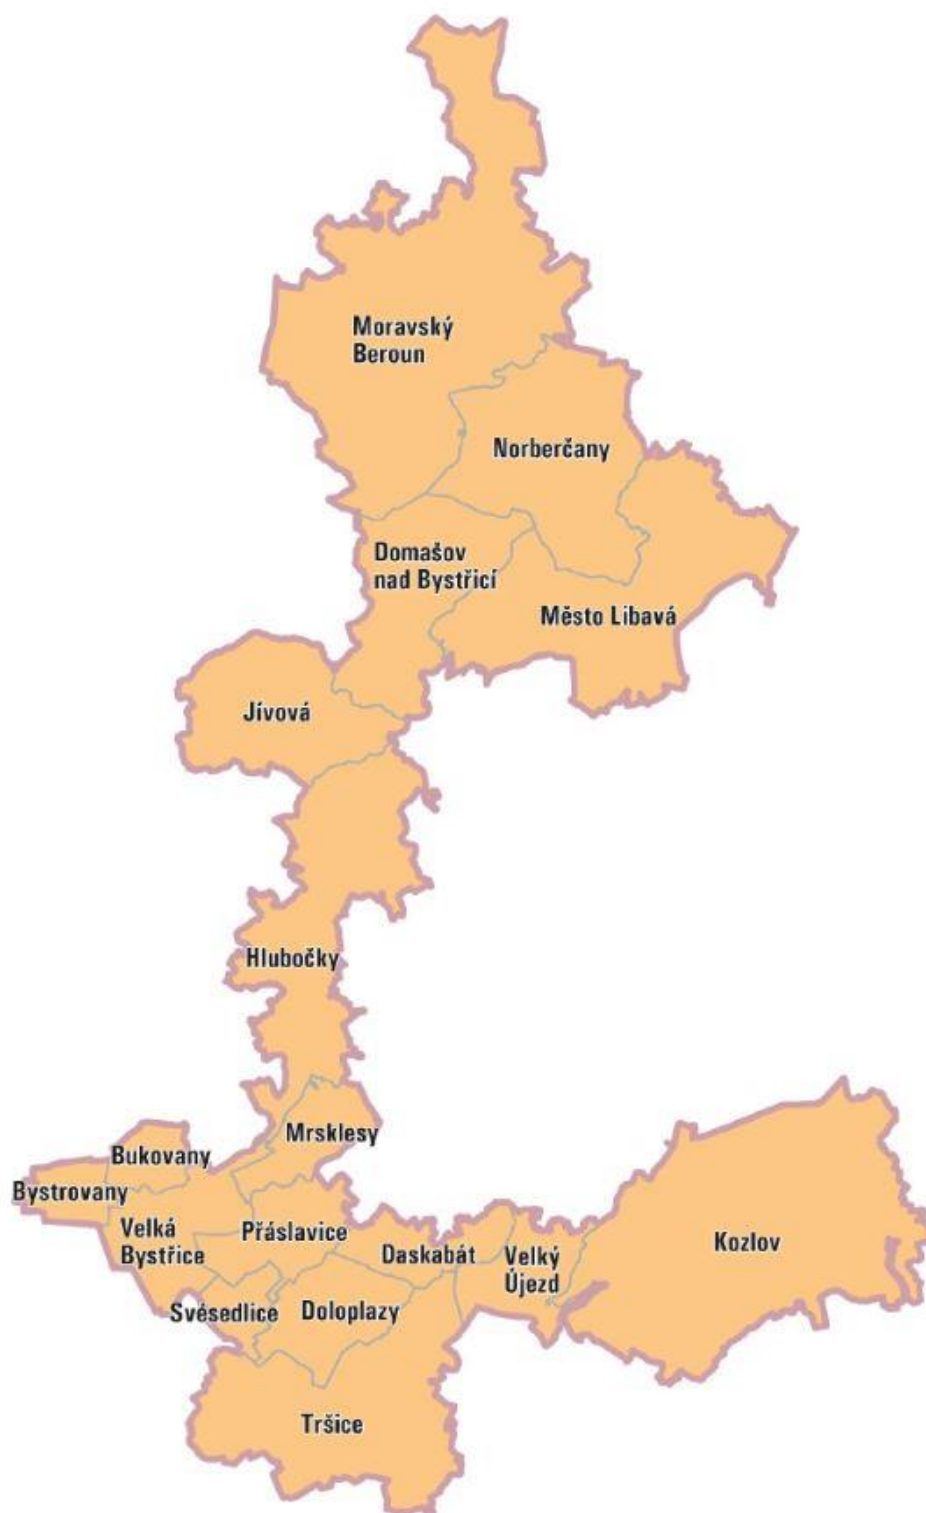 Moravský
Beroun
Norberčany
Domašov
nad Bystřicí
Město Libavá
Jívová
Hlubočky
Mrsklesy
Bukovany
Bystrovany
Velká
Bystřice
Přáslavice
Daskabát
Velký
Újezd
Kozlov
Svésedlice
Doloplazy
Tršice